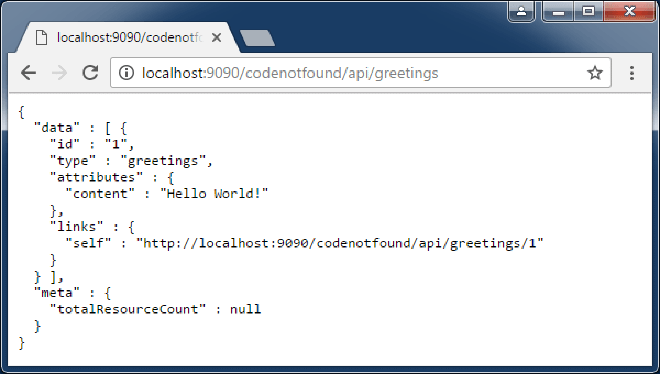 localhost:9090/codenotf
localhost:9090/codenotfound/api/greetings
{
  "data" : [ {
    "id" : "1",
    "type" : "greetings",
    "attributes" : {
      "content" : "Hello World!"
    },
    "links" : {
      "self" : "http://localhost:9090/codenotfound/api/greetings/1"
    }
  } ],
  "meta" : {
    "totalResourceCount" : null
  }
}